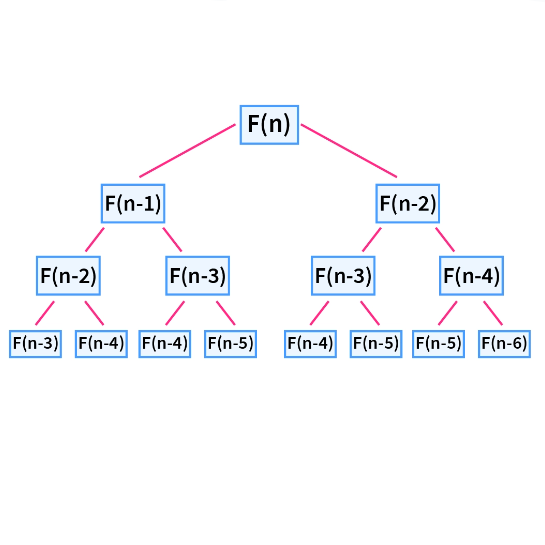 F(n)
F(n-1) F(n-2)
F(n-2) F(n-3) F(n-3) F(n-4)
F(n-3) F(n-4) F(n-4) F(n-5) F(n-4) F(n-5) F(n-5) F(n-6)